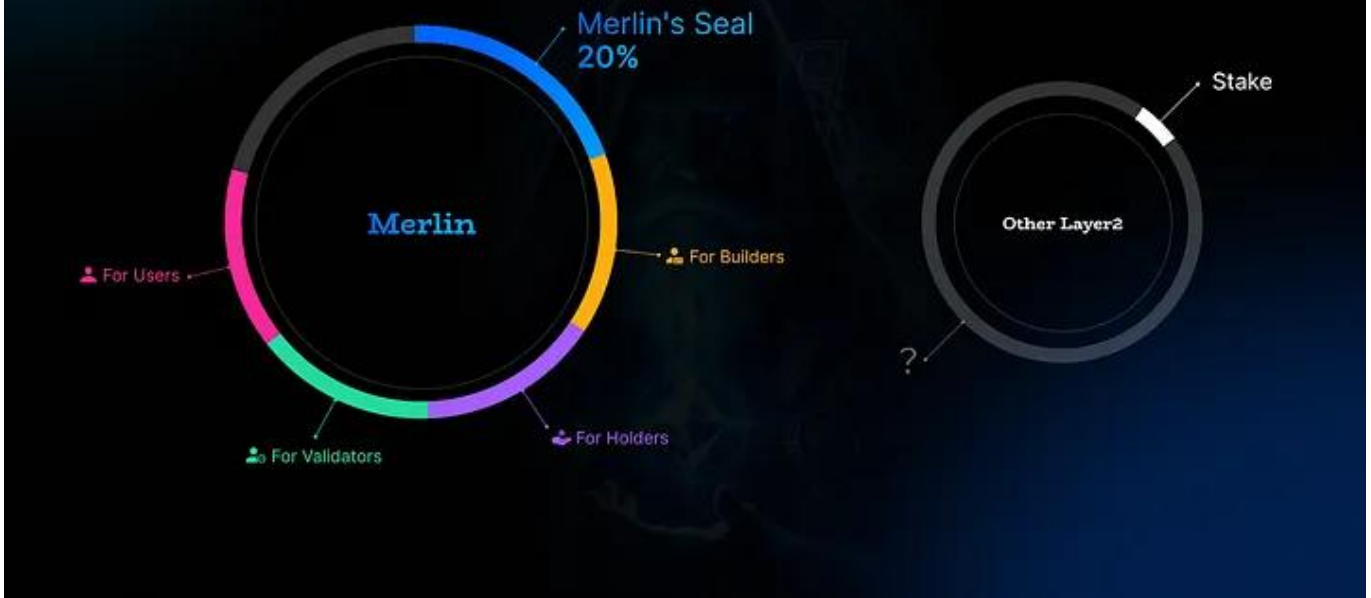 Merlin's Seal
20%
Stake
Merlin
Other Layer2
For Builders
For Users
?
For Holders
For Validators